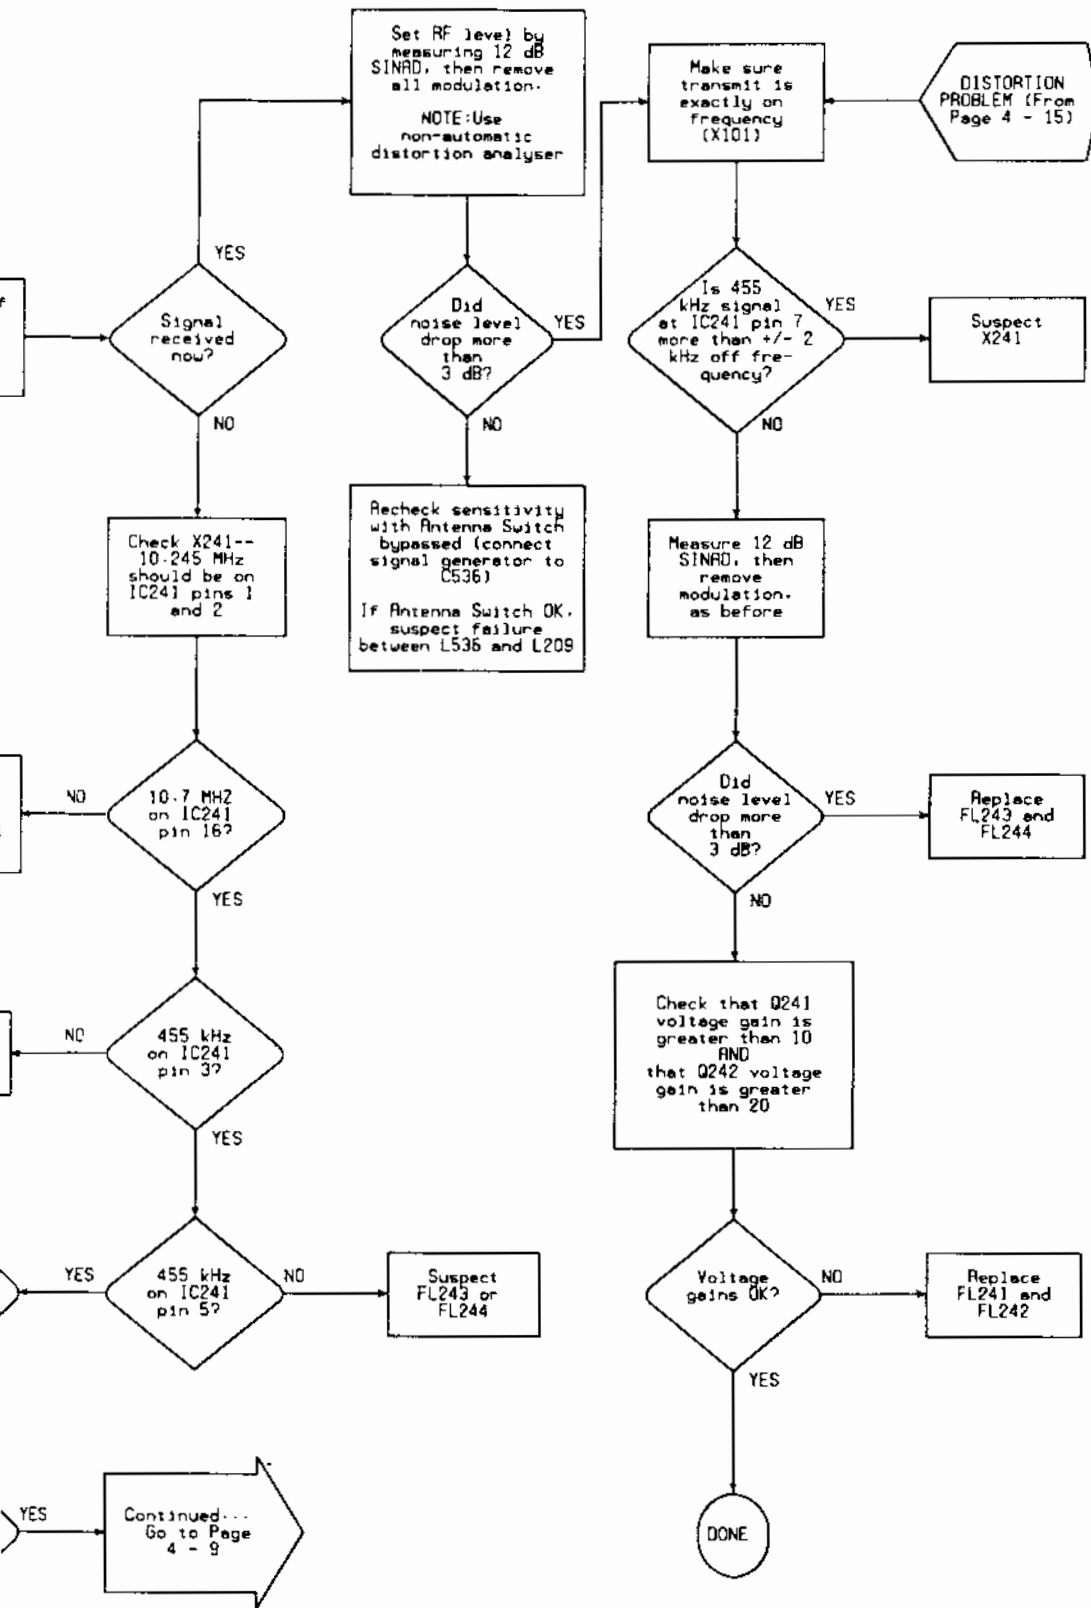 Set RF level by
measuring 12 dB
SINAD, then remove
all modulation.
NOTE:Use
non-automatic
distortion analyser
Make sure
transmit is
exactly on
frequency
(X101)
DISTORTION
PROBLEM (From
Page 4 - 15)
YES
Signal
received
now?
NO
Did
noise level
drop more
than
3 dB?
YES
NO
Is 455
kHz signal
at IC241 pin 7
more than +/- 2
kHz off fre-
quency?
YES
NO
Suspect
X241
Check X241--
10.245 MHz
should be on
IC241 pins 1
and 2
Recheck sensitivity
with Antenna Switch
bypassed (connect
signal generator to
C536)
If Antenna Switch OK,
suspect failure
between L536 and L209
Measure 12 dB
SINAD, then
remove
modulation,
as before
NO
10.7 MHZ
on IC241
pin 16?
YES
Did
noise level
drop more
than
3 dB?
YES
NO
Replace
FL243 and
FL244
NO
455 kHz
on IC241
pin 3?
YES
Check that Q241
voltage gain is
greater than 10
AND
that Q242 voltage
gain is greater
than 20
YES
455 kHz
on IC241
pin 5?
NO
Suspect
FL243 or
FL244
Voltage
gains OK?
NO
YES
Replace
FL241 and
FL242
YES
Continued...
Go to Page
4 - 9
DONE